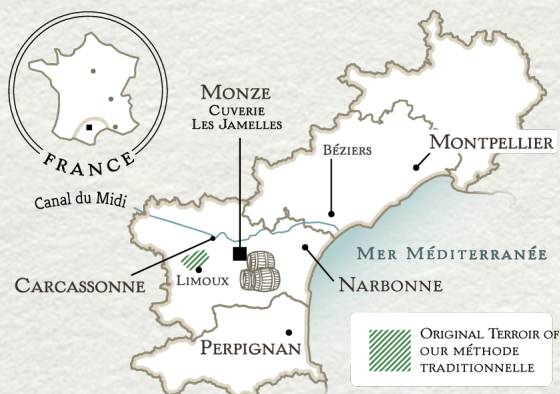 FRANCE
MONZE
CUVERIE
LES JAMELLES
BÉZIERS
MONTPELLIER
Canal du Midi
MER MÉDITERRANÉE
CARCASSONNE
LIMOUX
NARBONNE
PERPIGNAN
ORIGINAL TERROIR OF
OUR MÉTHODE
TRADITIONNELLE